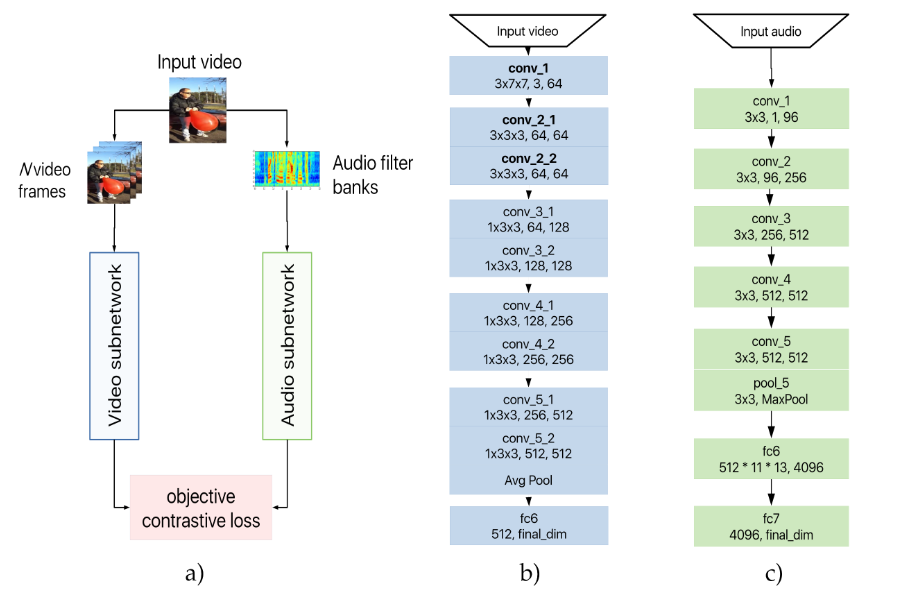 Input video
N video
frames
Audio filter
banks
Video subnetwork
Audio subnetwork
objective
contrastive loss
a)
Input video
conv_1
3x7x7, 3, 64
conv_2_1
3x3x3, 64, 64
conv_2_2
3x3x3, 64, 64
conv_3_1
1x3x3, 64, 128
conv_3_2
1x3x3, 128, 128
conv_4_1
1x3x3, 128, 256
conv_4_2
1x3x3, 256, 256
conv_5_1
1x3x3, 256, 512
conv_5_2
1x3x3, 512, 512
Avg Pool
fc6
512, final_dim
b)
Input audio
conv_1
3x3, 1, 96
conv_2
3x3, 96, 256
conv_3
3x3, 256, 512
conv_4
3x3, 512, 512
conv_5
3x3, 512, 512
pool_5
3x3, MaxPool
fc6
512 * 11 * 13, 4096
fc7
4096, final_dim
c)